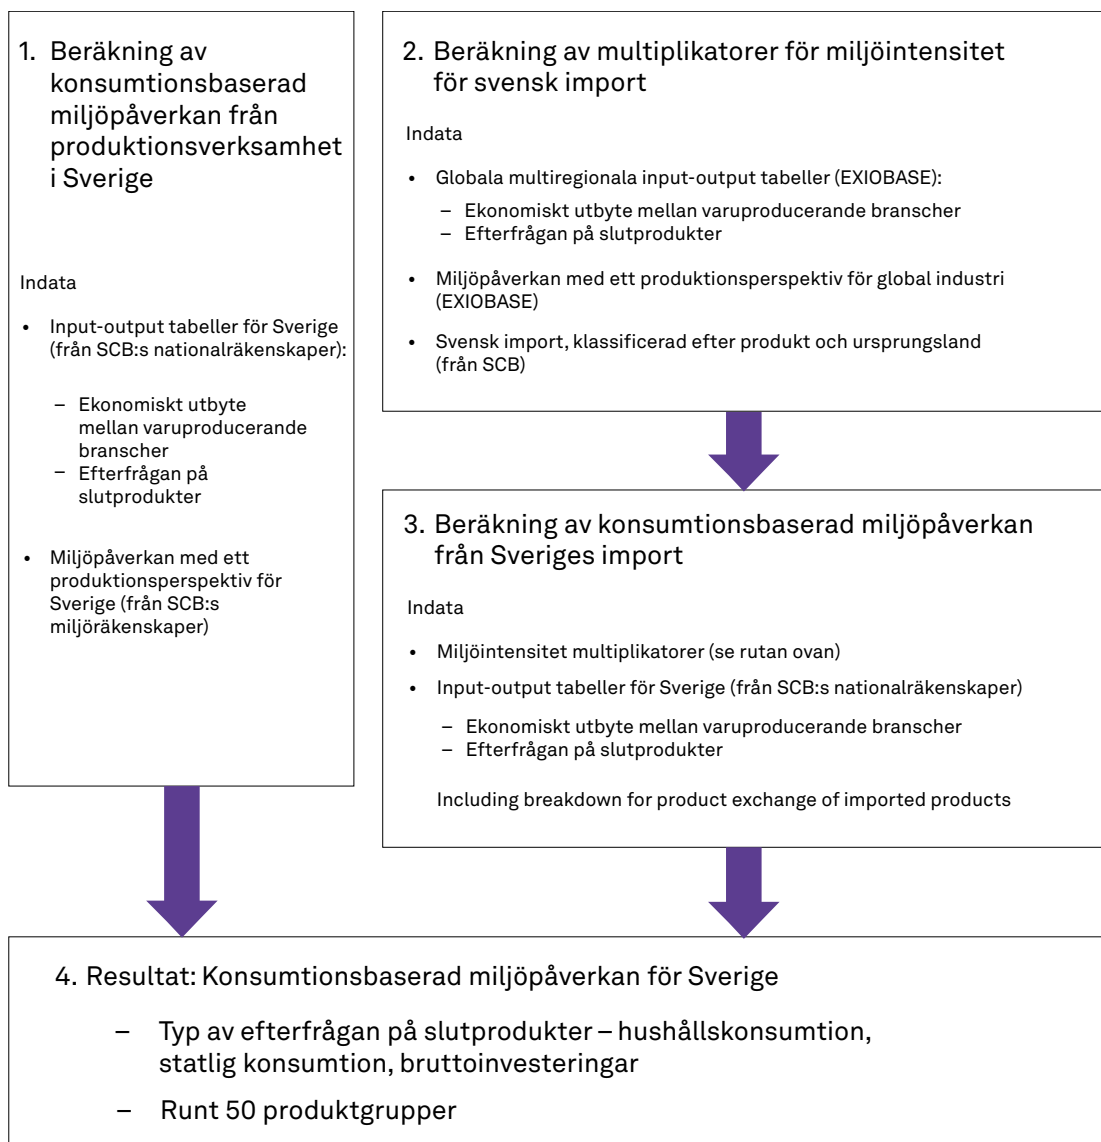 1. Beräkning av
konsumtionsbaserad
miljöpåverkan från
produktionsverksamhet
i Sverige
Indata
• Input-output tabeller för Sverige
(från SCB:s nationalräkenskaper):
– Ekonomiskt utbyte
mellan varuproducerande
branscher
– Efterfrågan på
slutprodukter
• Miljöpåverkan med ett
produktionsperspektiv för
Sverige (från SCB:s
miljöräkenskaper)
2. Beräkning av multiplikatorer för miljöintensitet
för svensk import
Indata
• Globala multiregionala input-output tabeller (EXIOBASE):
– Ekonomiskt utbyte mellan varuproducerande branscher
– Efterfrågan på slutprodukter
• Miljöpåverkan med ett produktionsperspektiv för global industri
(EXIOBASE)
• Svensk import, klassificerad efter produkt och ursprungsland
(från SCB)
3. Beräkning av konsumtionsbaserad miljöpåverkan
från Sveriges import
Indata
• Miljöintensitet multiplikatorer (se rutan ovan)
• Input-output tabeller för Sverige (från SCB:s nationalräkenskaper)
– Ekonomiskt utbyte mellan varuproducerande branscher
– Efterfrågan på slutprodukter
Including breakdown for product exchange of imported products
4. Resultat: Konsumtionsbaserad miljöpåverkan för Sverige
– Typ av efterfrågan på slutprodukter – hushållskonsumtion,
statlig konsumtion, bruttoinvesteringar
– Runt 50 produktgrupper